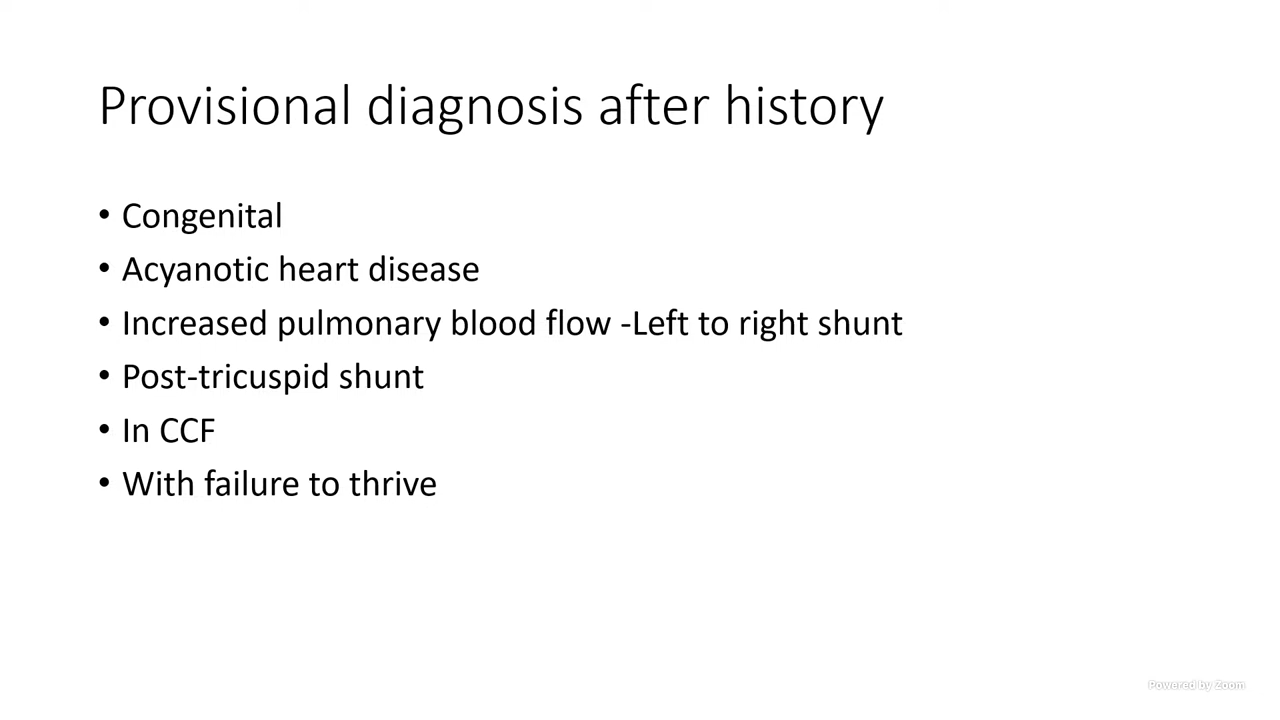 Provisional diagnosis after history
• Congenital
• Acyanotic heart disease
• Increased pulmonary blood flow -Left to right shunt
• Post-tricuspid shunt
• In CCF
• With failure to thrive
Powered by Zoom